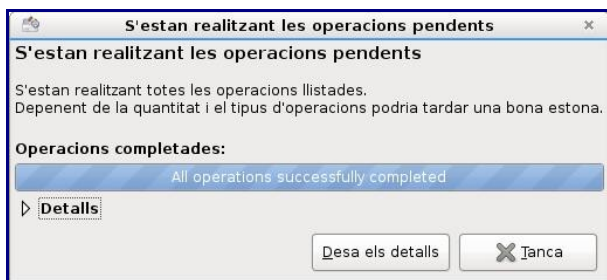 S'estan realitzant les operacions pendents
S'estan realitzant les operacions pendents
S'estan realitzant totes les operacions llistades.
Depenent de la quantitat i el tipus d'operacions podria tardar una bona estona.
Operacions completades:
All operations successfully completed
Detalls
Desa els detalls
Tanca